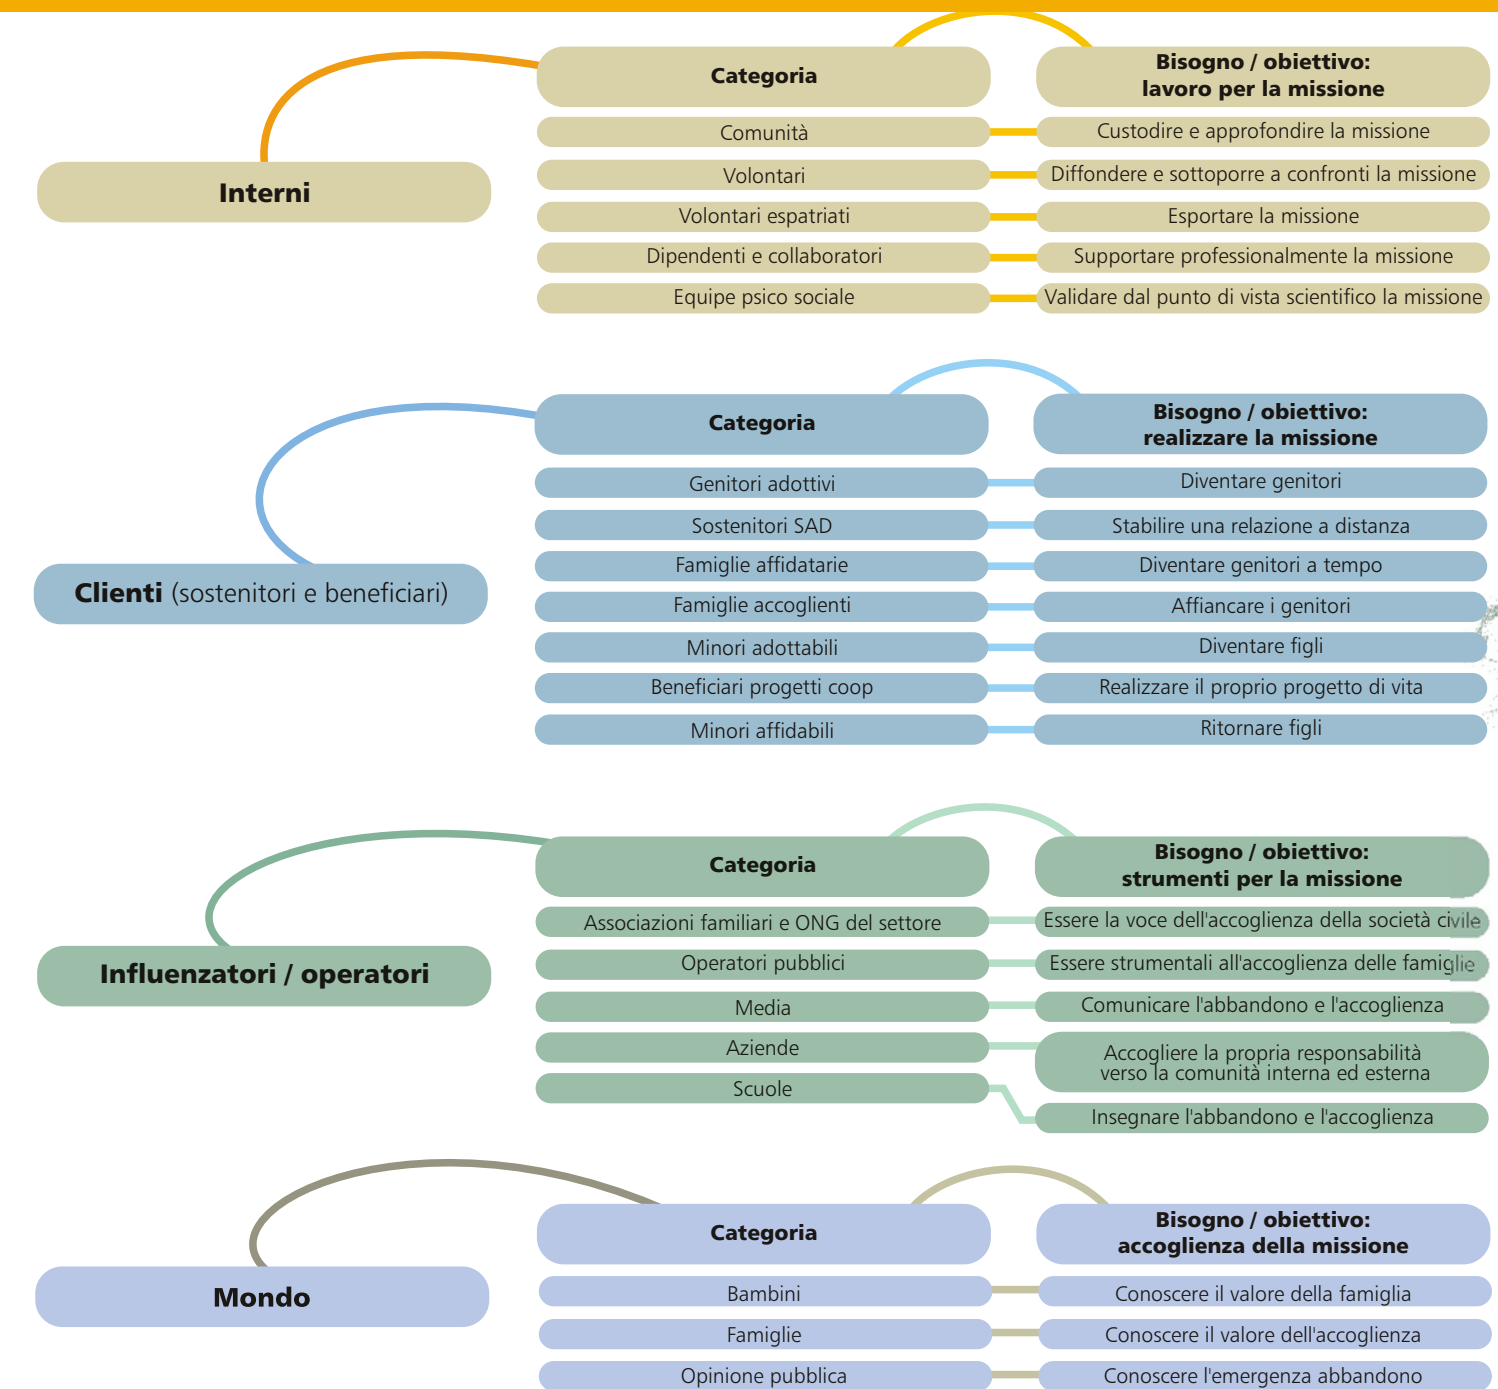 Categoria
Bisogno / obiettivo:
lavoro per la missione
Interni
Comunità
Custodire e approfondire la missione
Volontari
Diffondere e sottoporre a confronti la missione
Volontari espatriati
Esportare la missione
Dipendenti e collaboratori
Supportare professionalmente la missione
Equipe psico sociale
Validare dal punto di vista scientifico la missione
Categoria
Bisogno / obiettivo:
realizzare la missione
Clienti (sostenitori e beneficiari)
Genitori adottivi
Diventare genitori
Sostenitori SAD
Stabilire una relazione a distanza
Famiglie affidatarie
Diventare genitori a tempo
Famiglie accoglienti
Affiancare i genitori
Minori adottabili
Diventare figli
Beneficiari progetti coop
Realizzare il proprio progetto di vita
Minori affidabili
Ritornare figli
Categoria
Bisogno / obiettivo:
strumenti per la missione
Influenzatori / operatori
Associazioni familiari e ONG del settore
Essere la voce dell'accoglienza della società civile
Operatori pubblici
Essere strumentali all'accoglienza delle famiglie
Media
Comunicare l'abbandono e l'accoglienza
Aziende
Accogliere la propria responsabilità
verso la comunità interna ed esterna
Scuole
Insegnare l'abbandono e l'accoglienza
Categoria
Bisogno / obiettivo:
accoglienza della missione
Mondo
Bambini
Conoscere il valore della famiglia
Famiglie
Conoscere il valore dell'accoglienza
Opinione pubblica
Conoscere l'emergenza abbandono